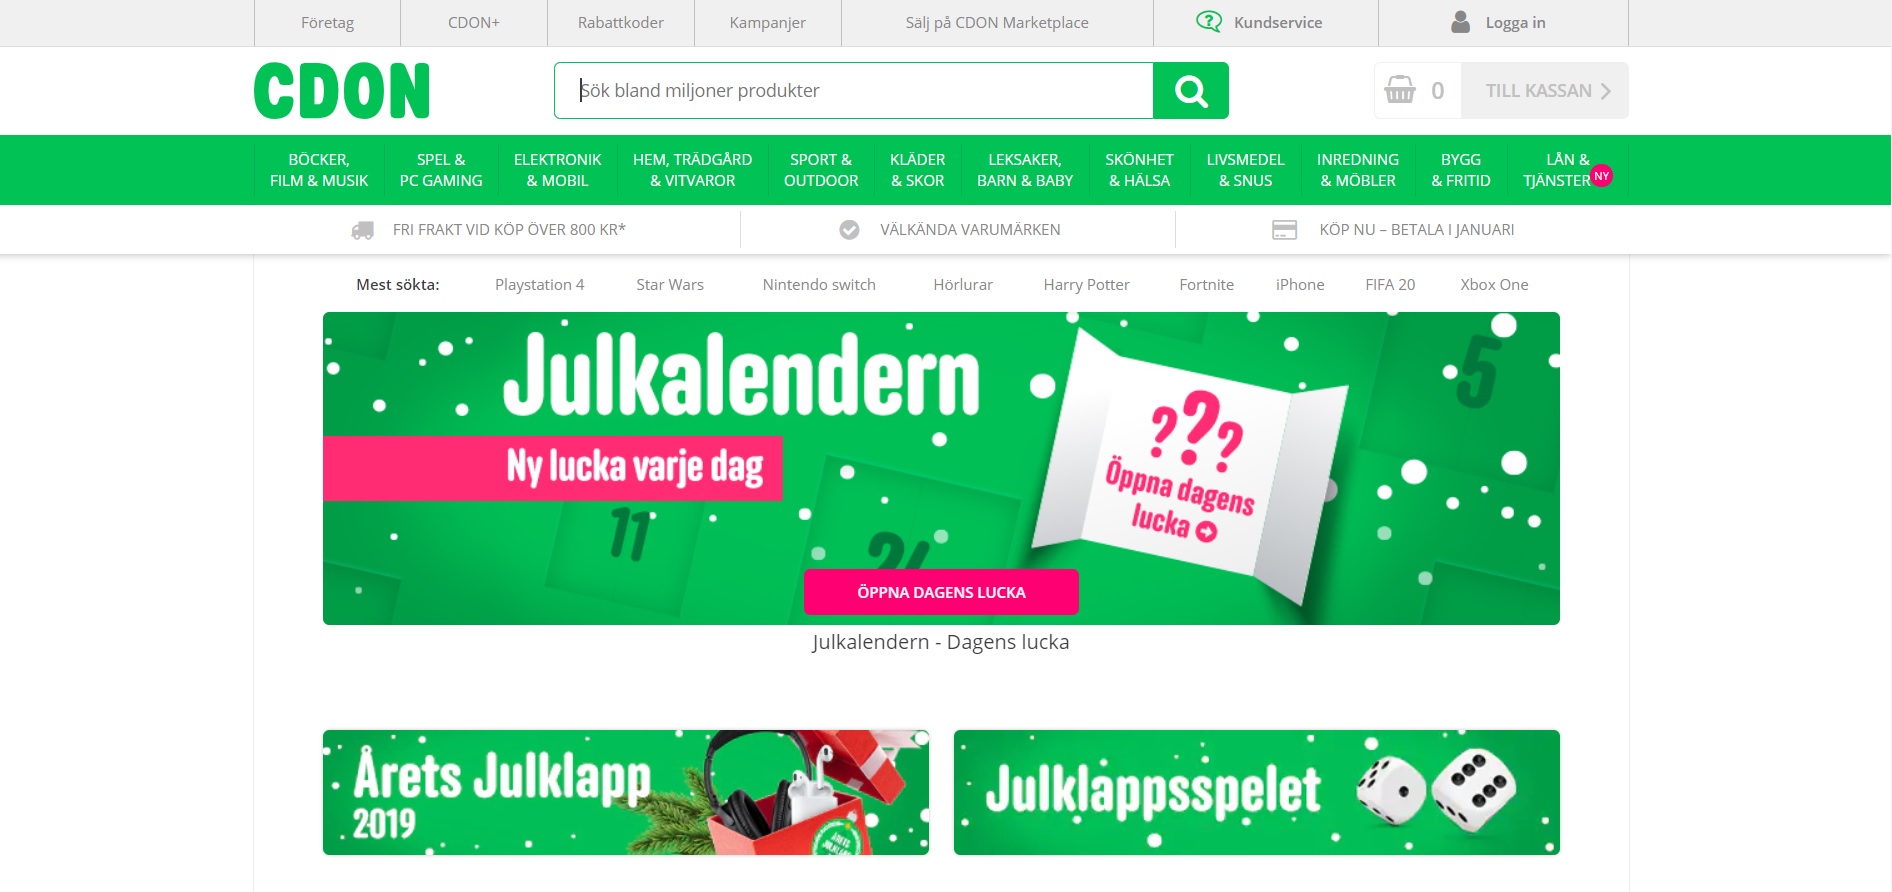 Företag
CDON+
Rabattkoder
Kampanjer
Sälj på CDON Marketplace
Kundservice
Logga in
CDON
Sök bland miljoner produkter
0
TILL KASSAN
BÖCKER,
FILM & MUSIK
SPEL &
PC GAMING
ELEKTRONIK
& MOBIL
HEM, TRÄDGÅRD
& VITVAROR
SPORT &
OUTDOOR
KLÄDER
& SKOR
LEKSAKER,
BARN & BABY
SKÖNHET
& HÄLSA
LIVSMEDEL
& SNUS
INREDNING
& MÖBLER
BYGG
& FRITID
LÅN &
TJÄNSTER
NY
FRI FRAKT VID KÖP ÖVER 800 KR*
VÄLKÄNDA VARUMÄRKEN
KÖP NU – BETALA I JANUARI
Mest sökta:
Playstation 4
Star Wars
Nintendo switch
Hörlurar
Harry Potter
Fortnite
iPhone
FIFA 20
Xbox One
Julkalendern
Ny lucka varje dag
???
Öppna dagens
lucka
5
11
24
ÖPPNA DAGENS LUCKA
Julkalendern - Dagens lucka
Årets Julklapp
2019
ÅRETS
Julklappsspelet